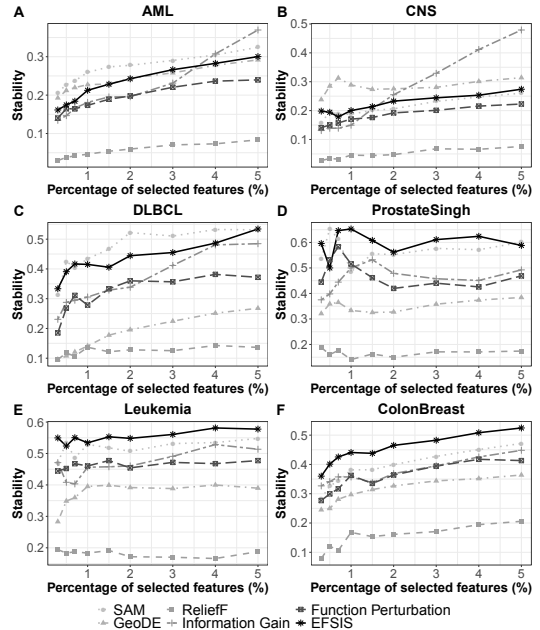 A AML
Stability
0.3
0.2
0.1
1 2 3 4 5
Percentage of selected features (%)
B CNS
Stability
0.5
0.4
0.3
0.2
0.1
0.0
1 2 3 4 5
Percentage of selected features (%)
C DLBCL
Stability
0.5
0.4
0.3
0.2
0.1
1 2 3 4 5
Percentage of selected features (%)
D ProstateSingh
Stability
0.6
0.5
0.4
0.3
0.2
1 2 3 4 5
Percentage of selected features (%)
E Leukemia
Stability
0.6
0.5
0.4
0.3
0.2
1 2 3 4 5
Percentage of selected features (%)
F ColonBreast
Stability
0.5
0.4
0.3
0.2
0.1
1 2 3 4 5
Percentage of selected features (%)
SAM ReliefF Function Perturbation
GeoDE Information Gain EFSIS